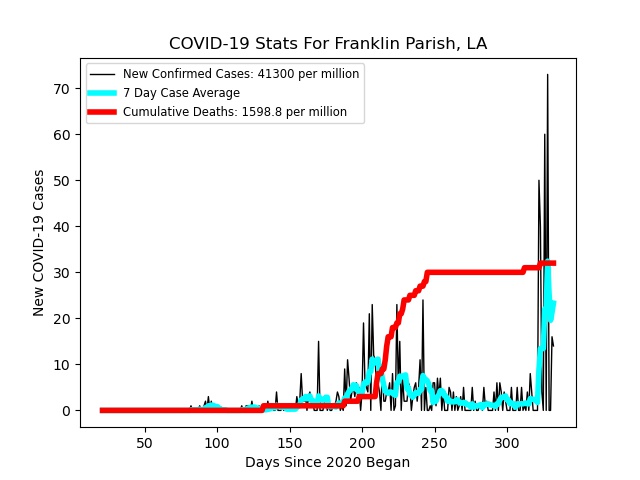 COVID-19 Stats For Franklin Parish, LA
New Confirmed Cases: 41300 per million
7 Day Case Average
Cumulative Deaths: 1598.8 per million
New COVID-19 Cases
70
60
50
40
30
20
10
0
50 100 150 200 250 300
Days Since 2020 Began